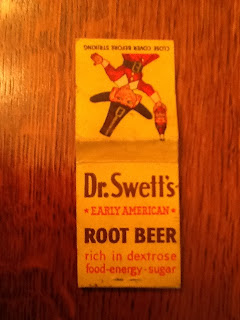 CLOSE COVER BEFORE STRIKING
Dr. Swett's
EARLY AMERICAN
ROOT BEER
rich in dextrose
food-energy-sugar